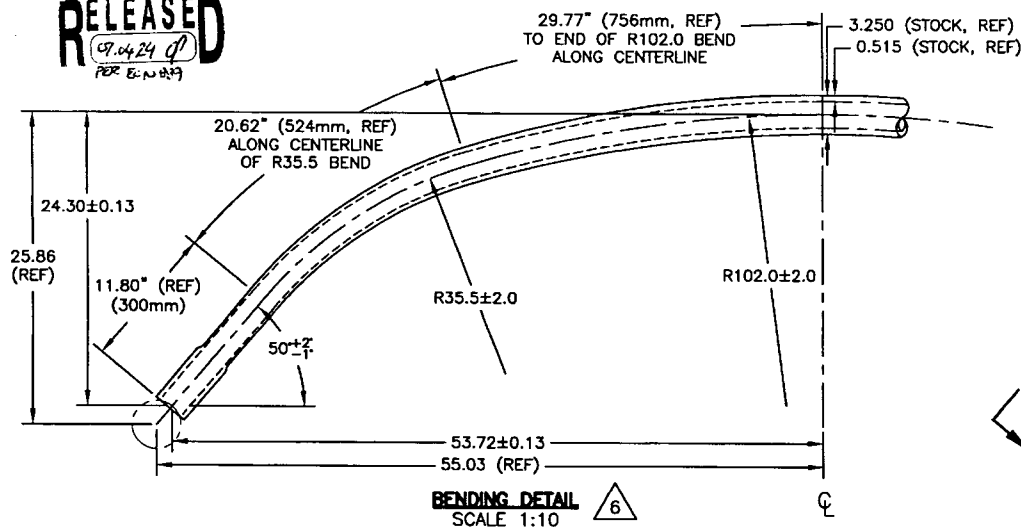 RELEASED
07.04.24
PER
29.77" (756mm, REF)
TO END OF R102.0 BEND
ALONG CENTERLINE
3.250 (STOCK, REF)
0.515 (STOCK, REF)
20.62" (524mm, REF)
ALONG CENTERLINE
OF R35.5 BEND
24.30±0.13
25.86
(REF)
11.80" (REF)
(300mm)
R35.5±2.0
R102.0±2.0
50°+2°
-1°
53.72±0.13
55.03 (REF)
BENDING DETAIL
6
SCALE 1:10
℄